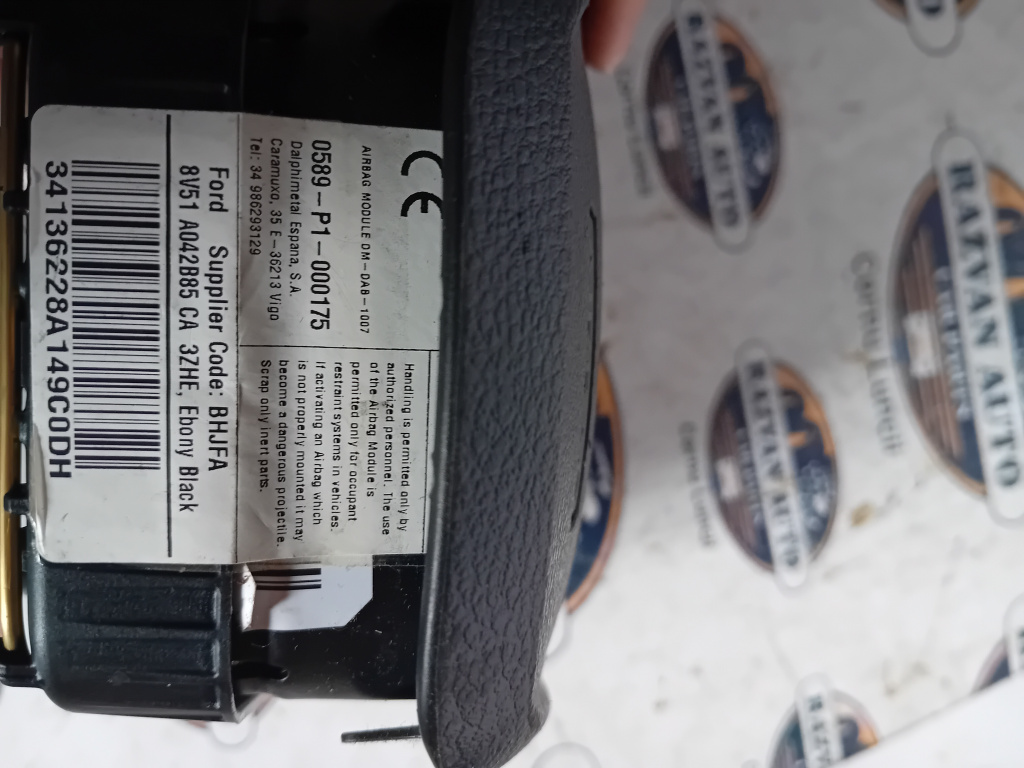 CE
AIRBAG MODULE DM-DAB-1007
0589-P1-000175
Dalphimetal Espana, S.A.
Caramuxo, 35 E-36213 Vigo
Tel: 34 986293129
Handling is permitted only by
authorized personnel. The use
of the Airbag Module is
permitted only for occupant
restraint systems in vehicles.
If activating an Airbag which
is not properly mounted it may
become a dangerous projectile.
Scrap only inert parts.
Ford Supplier Code: BHJFA
8V51 A042B85 CA 3ZHE, Ebony Black
34136228A149C0DH
RAZVAN AUTO
RAZVAN AUTO
RAZVAN AUTO